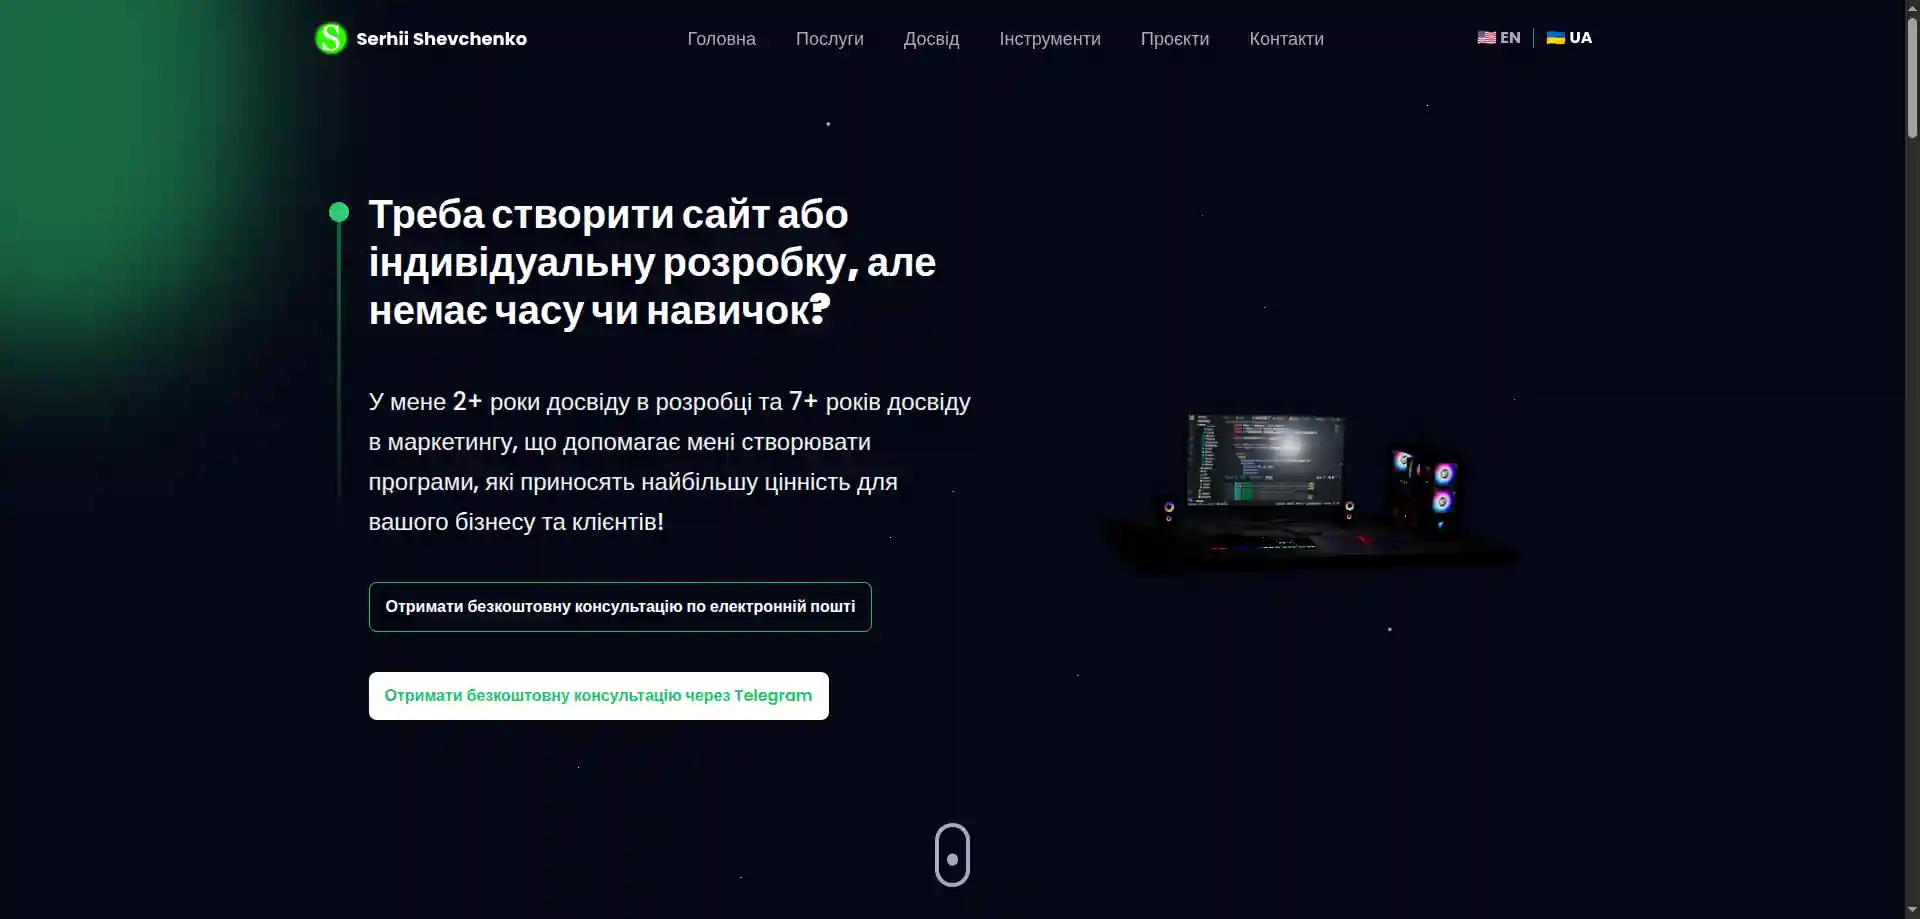 Serhii Shevchenko
Головна
Послуги
Досвід
Інструменти
Проєкти
Контакти
🇺🇸 EN
🇺🇦 UA
Треба створити сайт або
індивідуальну розробку, але
немає часу чи навичок?
У мене 2+ роки досвіду в розробці та 7+ років досвіду
в маркетингу, що допомагає мені створювати
програми, які приносять найбільшу цінність для
вашого бізнесу та клієнтів!
Отримати безкоштовну консультацію по електронній пошті
Отримати безкоштовну консультацію через Telegram